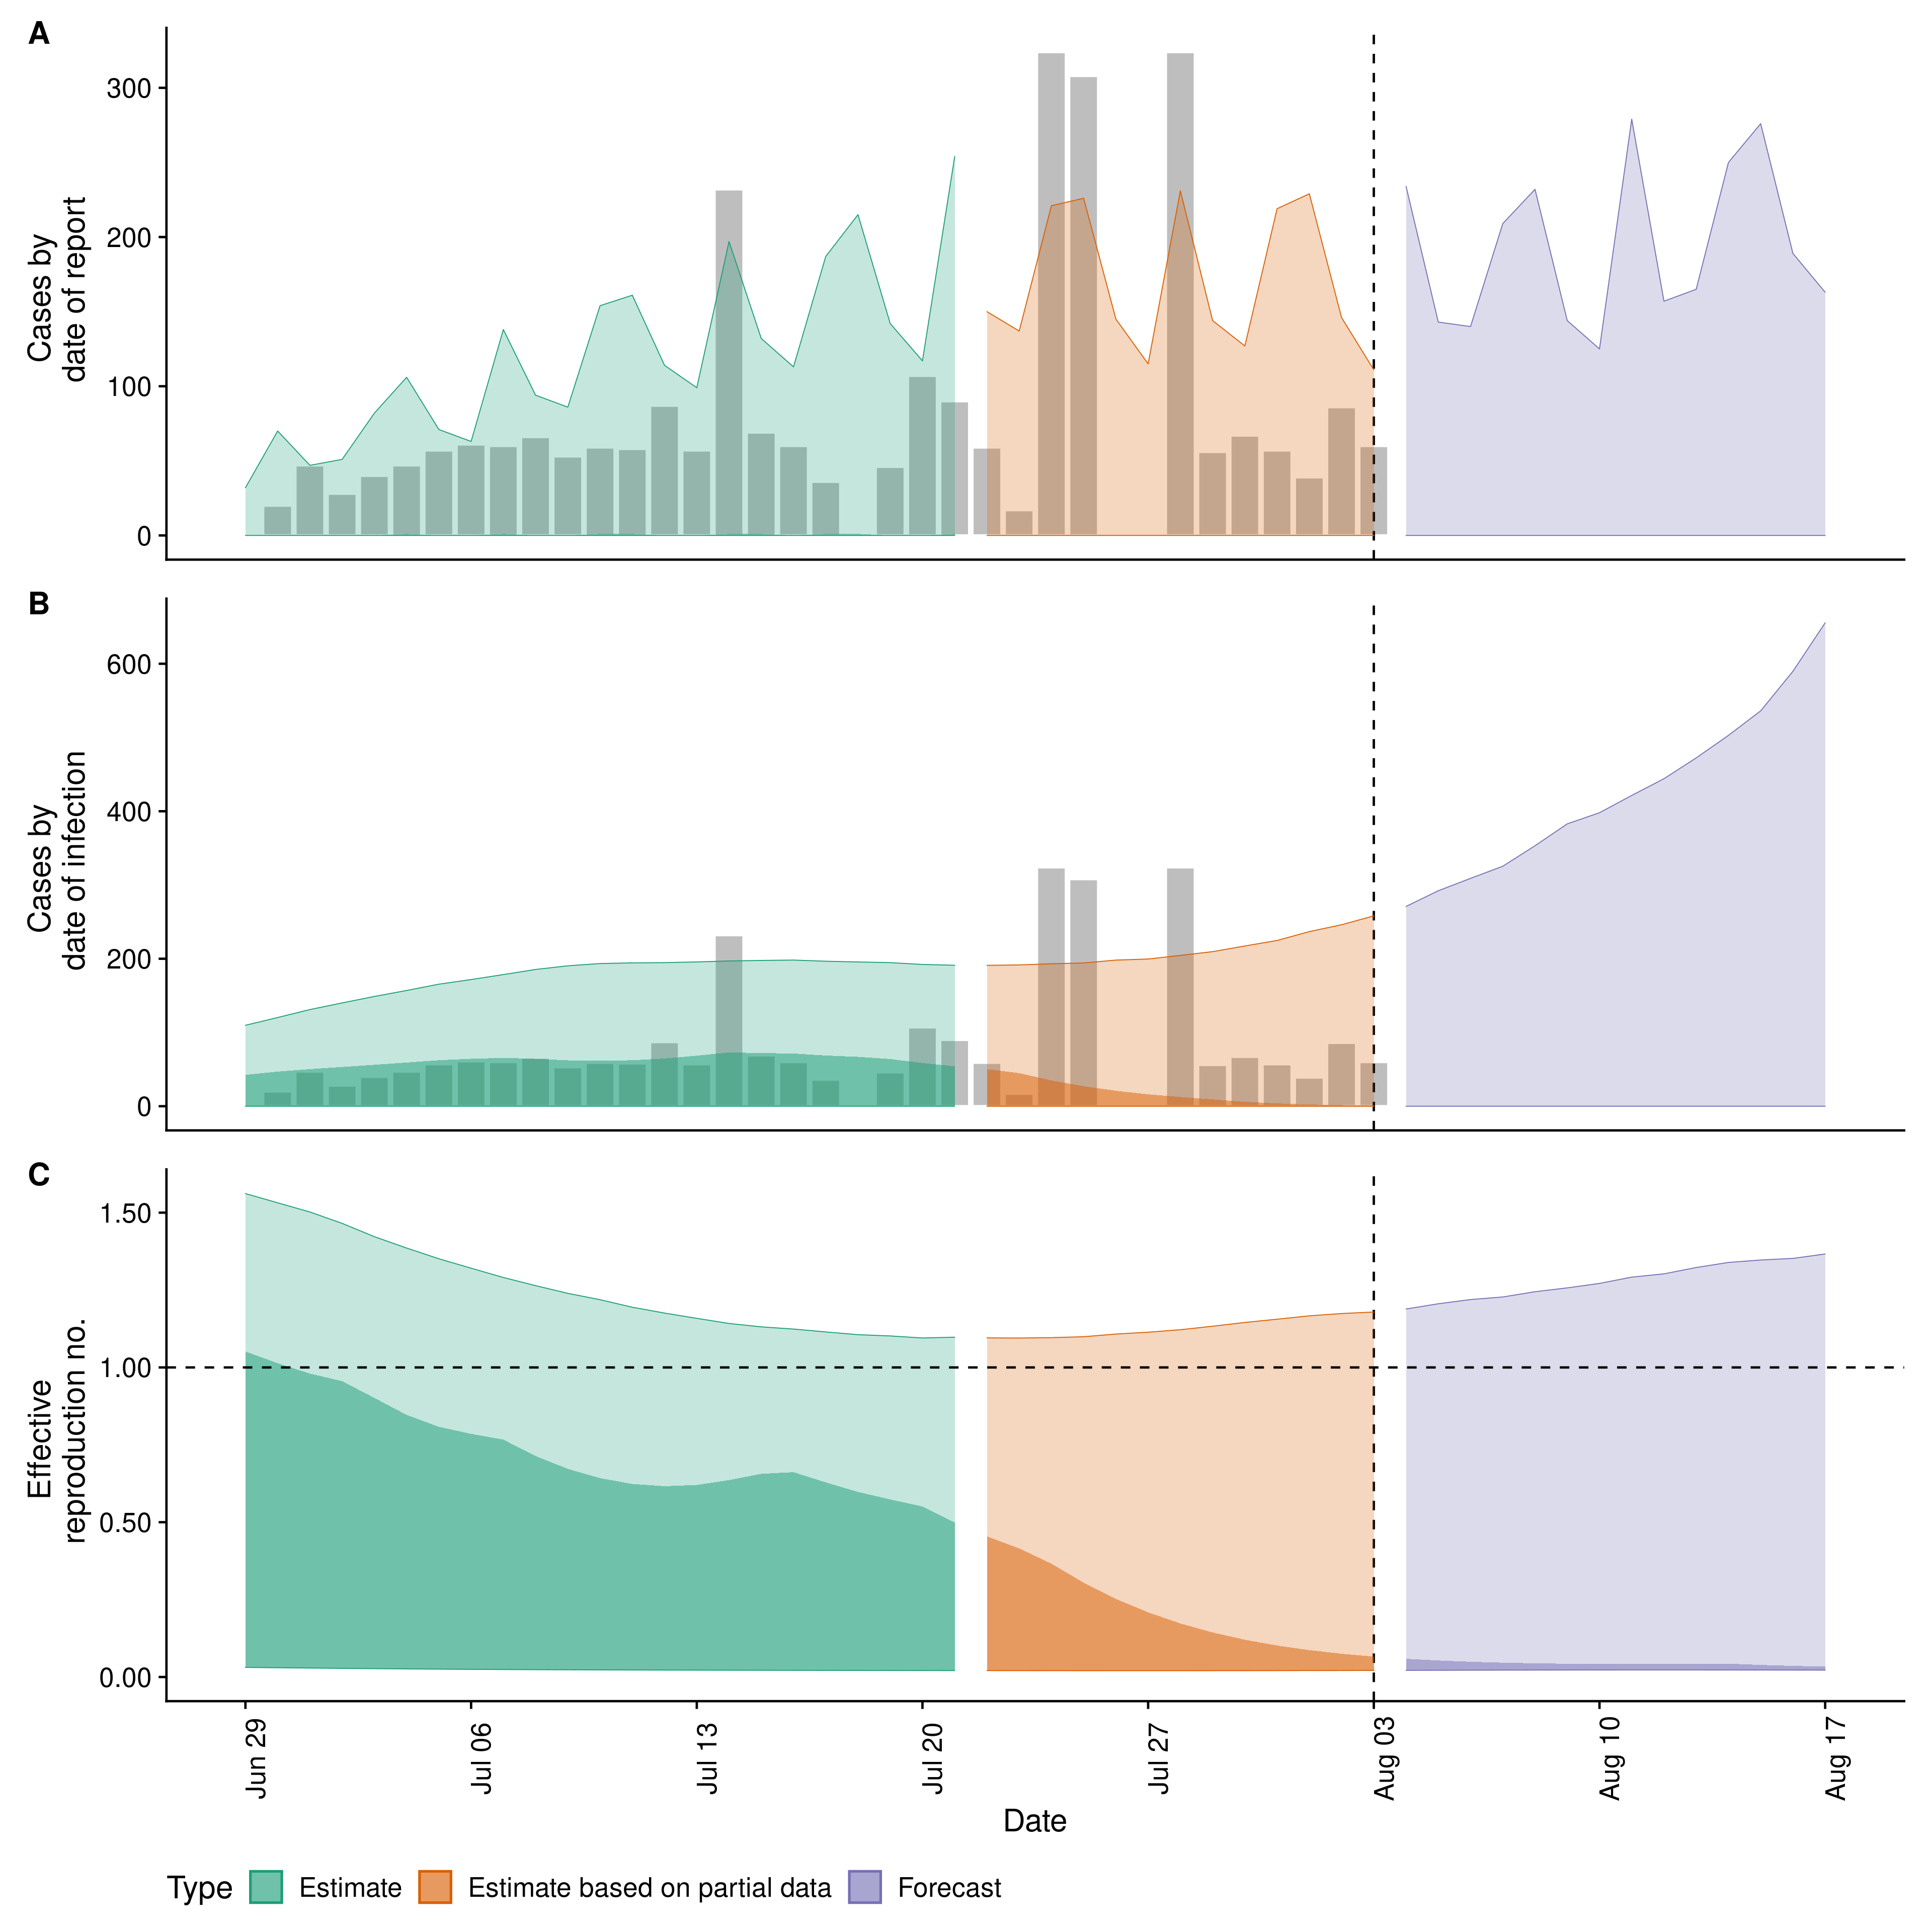 A
Cases by
date of report
300
200
100
0
B
Cases by
date of infection
600
400
200
0
C
Effective
reproduction no.
1.50
1.00
0.50
0.00
Jun 29
Jul 06
Jul 13
Jul 20
Jul 27
Aug 03
Aug 10
Aug 17
Date
Type
Estimate
Estimate based on partial data
Forecast